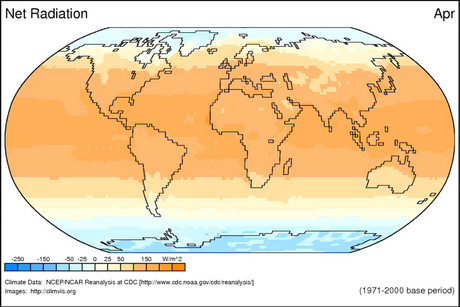 Net Radiation Apr
-250 -150 -50 -25 0 25 50 150 W/m²
Climate Data: NCEP/NCAR Reanalysis at CDC [http://www.cdc.noaa.gov/cdc/reanalysis/]
Images: http://climvis.org (1971-2000 base period)